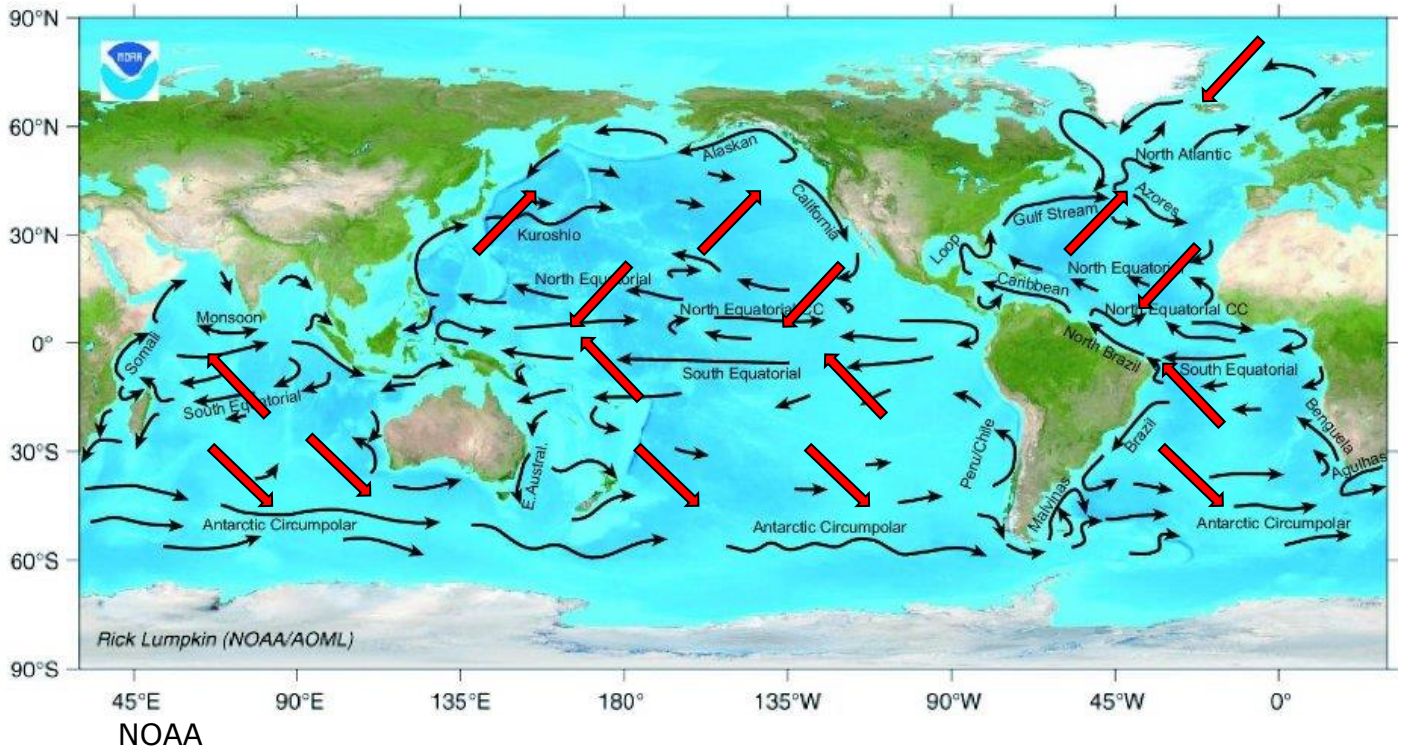 90°N
NOAA
60°N
Alaskan
North Atlantic
California
Azores
Gulf Stream
Kuroshio
30°N
Loop
North Equatorial
North Equatorial
Caribbean
North Equatorial CC
North Equatorial CC
Monsoon
Somali
0°
North Brazil
South Equatorial
South Equatorial
South Equatorial
Brazil
Benguela
30°S
Peru/Chile
Agulhas
E.Austral.
Malvinas
Antarctic Circumpolar
Antarctic Circumpolar
Antarctic Circumpolar
60°S
Rick Lumpkin (NOAA/AOML)
90°S
45°E 90°E 135°E 180° 135°W 90°W 45°W 0°
NOAA